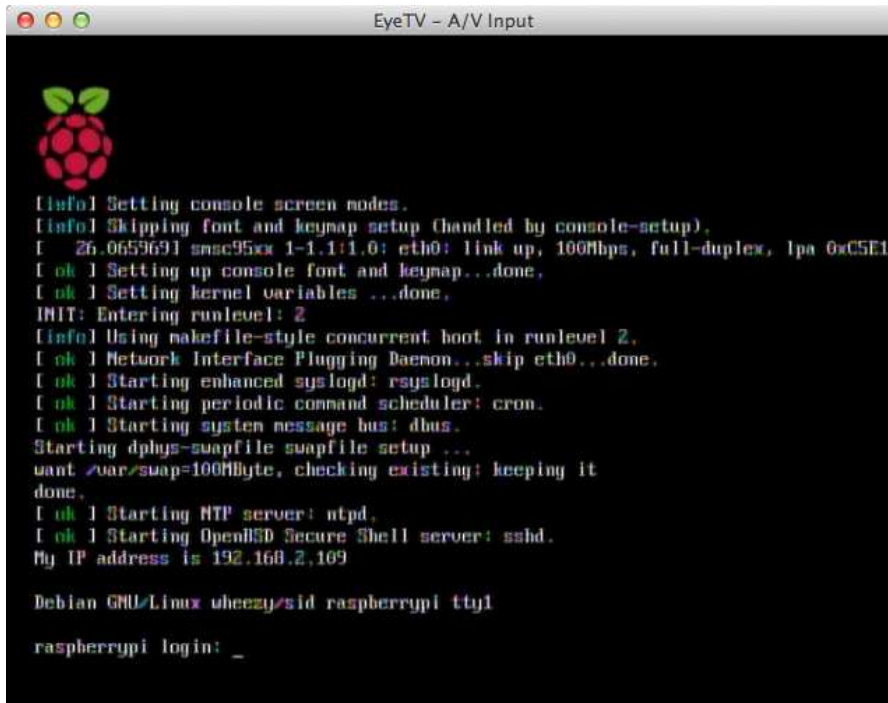 EyeTV – A/V Input
[info] Setting console screen modes.
[info] Skipping font and keymap setup (handled by console-setup).
[   26.065969] smsc95xx 1-1.1:1.0: eth0: link up, 100Mbps, full-duplex, lpa 0xC5E1
[ ok ] Setting up console font and keymap...done.
[ ok ] Setting kernel variables ...done.
INIT: Entering runlevel: 2
[info] Using makefile-style concurrent boot in runlevel 2.
[ ok ] Network Interface Plugging Daemon...skip eth0...done.
[ ok ] Starting enhanced syslogd: rsyslogd.
[ ok ] Starting periodic command scheduler: cron.
[ ok ] Starting system message bus: dbus.
Starting dphys-swapfile swapfile setup ...
want /var/swap=100MByte, checking existing: keeping it
done.
[ ok ] Starting NTP server: ntpd.
[ ok ] Starting OpenBSD Secure Shell server: sshd.
My IP address is 192.168.2.109
Debian GNU/Linux wheezy/sid raspberrypi tty1
raspberrypi login: _